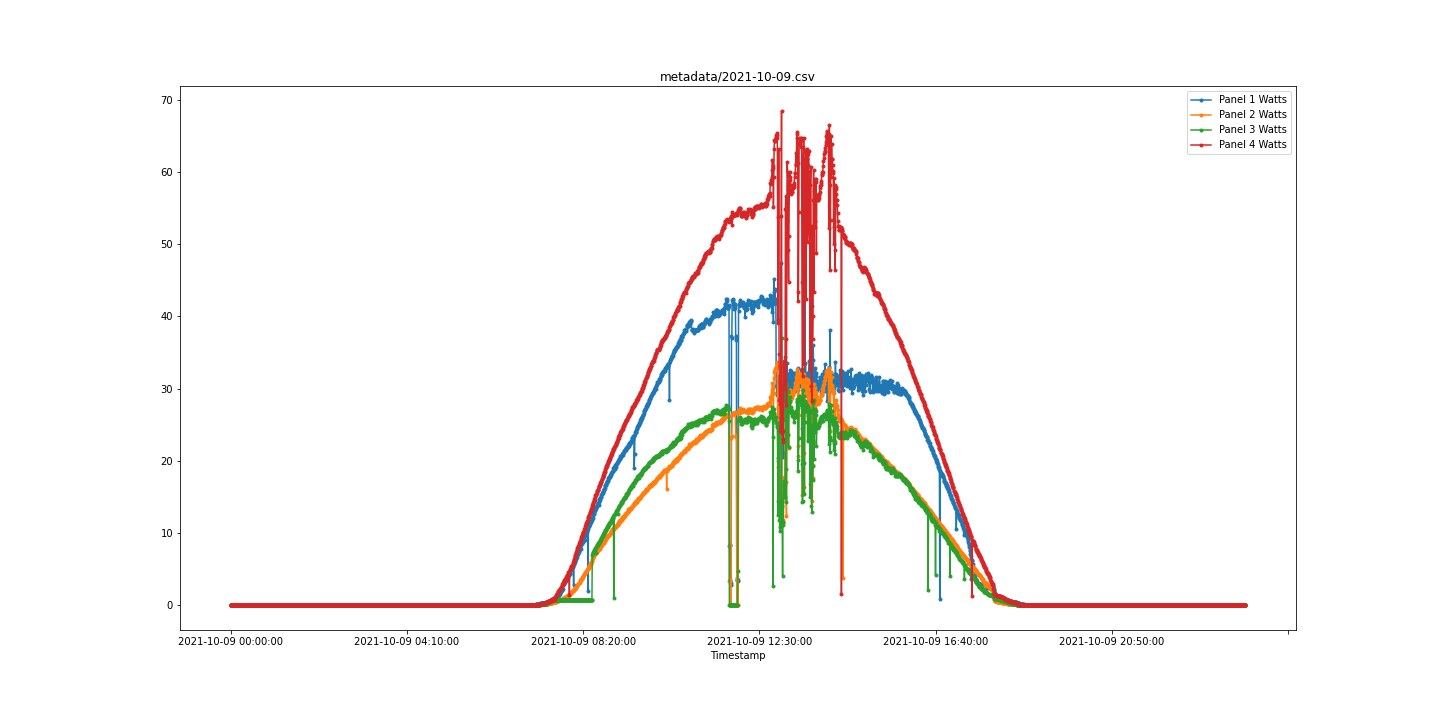 metadata/2021-10-09.csv
70
60
50
40
30
20
10
0
Panel 1 Watts
Panel 2 Watts
Panel 3 Watts
Panel 4 Watts
2021-10-09 00:00:00 2021-10-09 04:10:00 2021-10-09 08:20:00 2021-10-09 12:30:00 2021-10-09 16:40:00 2021-10-09 20:50:00
Timestamp